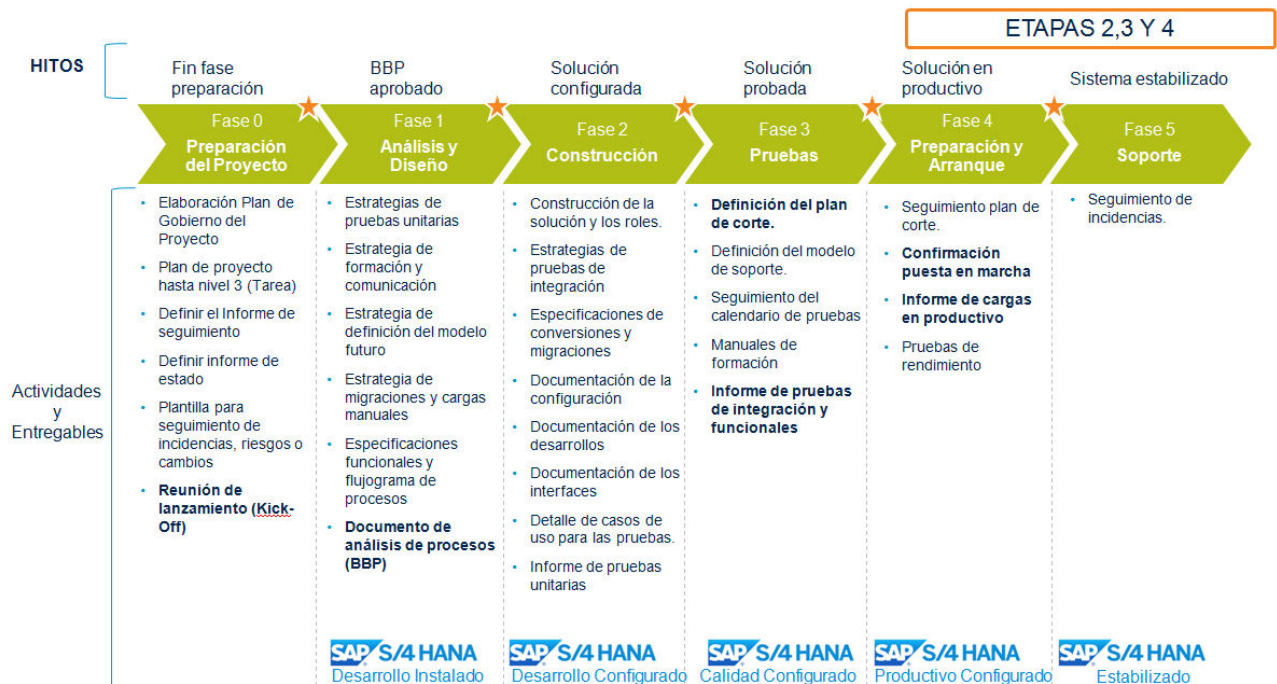 ETAPAS 2,3 Y 4
HITOS
Fin fase
preparación
BBP
aprobado
Solución
configurada
Solución
probada
Solución en
productivo
Sistema estabilizado
Fase 0
Preparación
del Proyecto
Fase 1
Análisis y
Diseño
Fase 2
Construcción
Fase 3
Pruebas
Fase 4
Preparación y
Arranque
Fase 5
Soporte
Actividades
y
Entregables
• Elaboración Plan de
Gobierno del
Proyecto
• Plan de proyecto
hasta nivel 3 (Tarea)
• Definir el Informe de
seguimiento
• Definir informe de
estado
• Plantilla para
seguimiento de
incidencias, riesgos o
cambios
• Reunión de
lanzamiento (Kick-
Off)
• Estrategias de
pruebas unitarias
• Estrategia de
formación y
comunicación
• Estrategia de
definición del modelo
futuro
• Estrategia de
migraciones y cargas
manuales
• Especificaciones
funcionales y
flujograma de
procesos
• Documento de
análisis de procesos
(BBP)
• Construcción de la
solución y los roles.
• Estrategias de
pruebas de
integración
• Especificaciones de
conversiones y
migraciones
• Documentación de la
configuración
• Documentación de los
desarrollos
• Documentación de los
interfaces
• Detalle de casos de
uso para las pruebas.
• Informe de pruebas
unitarias
• Definición del plan
de corte.
• Definición del modelo
de soporte.
• Seguimiento del
calendario de pruebas
• Manuales de
formación
• Informe de pruebas
de integración y
funcionales
• Seguimiento plan de
corte.
• Confirmación
puesta en marcha
• Informe de cargas
en productivo
• Pruebas de
rendimiento
• Seguimiento de
incidencias.
SAP S/4 HANA
Desarrollo Instalado
SAP S/4 HANA
Desarrollo Configurado
SAP S/4 HANA
Calidad Configurado
SAP S/4 HANA
Productivo Configurado
SAP S/4 HANA
Estabilizado